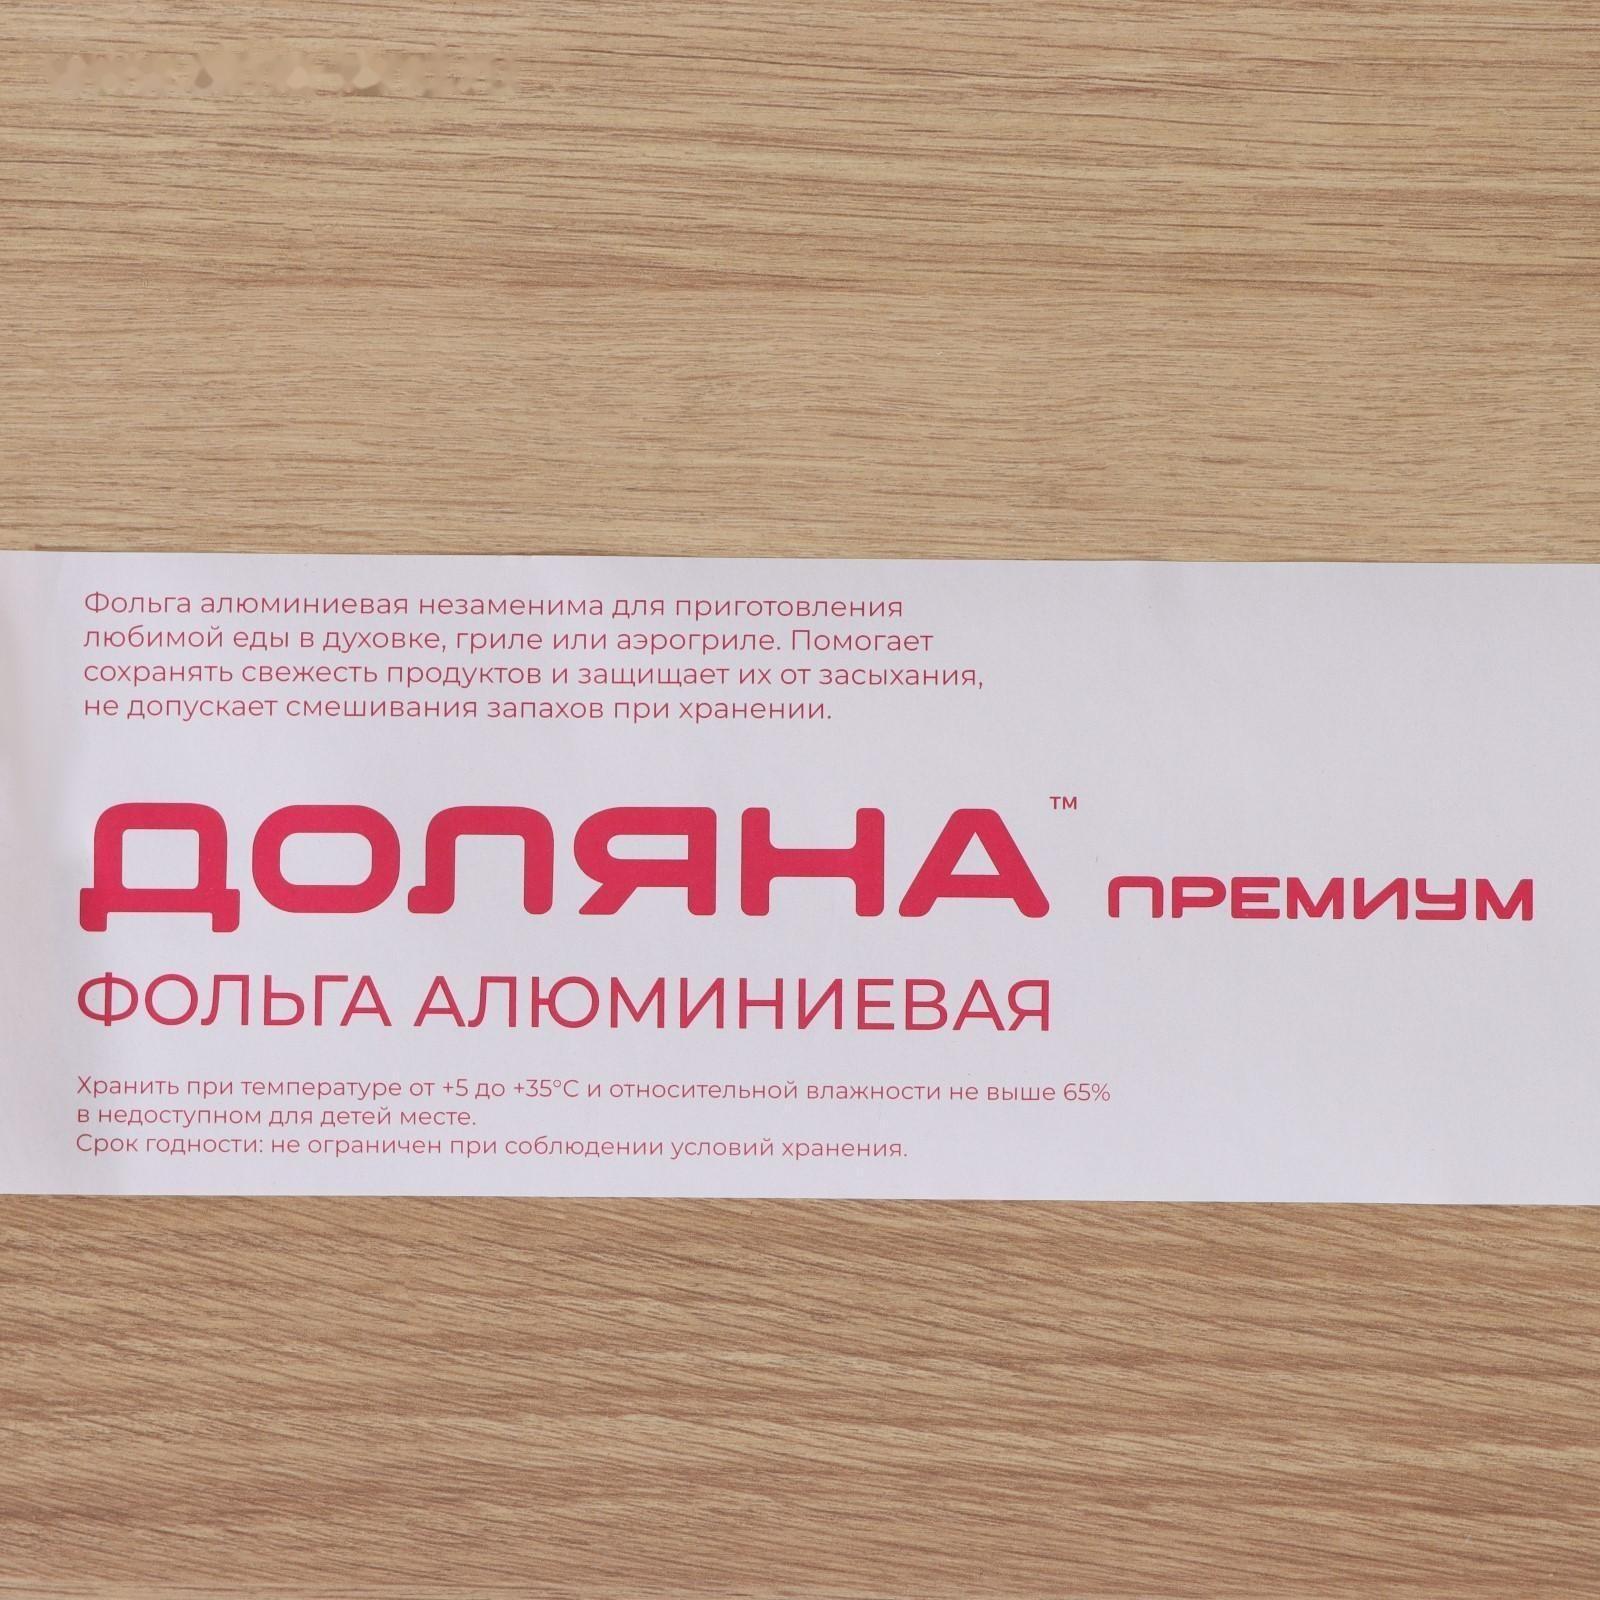 Фольга алюминиевая незаменима для приготовления
любимой еды в духовке, гриле или аэрогриле. Помогает
сохранять свежесть продуктов и защищает их от засыхания,
не допускает смешивания запахов при хранении.
ДОЛЯНА™ ПРЕМИУМ
ФОЛЬГА АЛЮМИНИЕВАЯ
Хранить при температуре от +5 до +35°C и относительной влажности не выше 65%
в недоступном для детей месте.
Срок годности: не ограничен при соблюдении условий хранения.